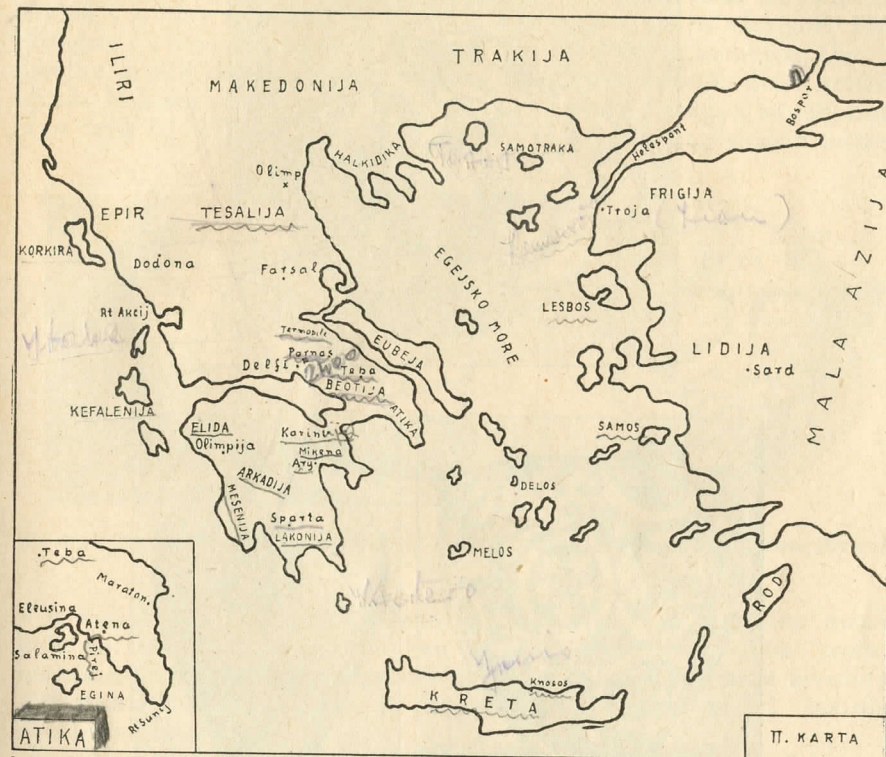 ILIRI
TRAKIJA
MAKEDONIJA
Bospor
Helespont
HALKIDIKA
SAMOTRAKA
Olimp
FRIGIJA
Troja
EPIR
TESALIJA
KORKIRA
Dodona
EGEJSKO MORE
MALA AZIJA
Farsal
LESBOS
Rt Akcij
Termopile
EUBEJA
LIDIJA
Sard
Parnas
Delfi
Teba
BEOTIJA
ATIKA
KEFALENIJA
ELIDA
Olimpija
Korint
SAMOS
Mikena
Arg
ARKADIJA
DELOS
MESENIJA
Sparta
LAKONIJA
MELOS
ROD
Knosos
KRETA
Teba
Maraton
Eleusina
Atena
Salamina
Pirej
EGINA
Rt Sunij
ATIKA
II. KARTA